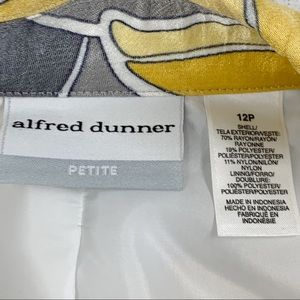 alfred dunner
PETITE
12P
SHELL/
TELA EXTERIOR/VESTE:
70% RAYON/RAYÓN/
RAYONNE
19% POLYESTER/
POLIÉSTER/POLYESTER
11% NYLON/NILÓN/
NYLON
LINING/FORRO/
DOUBLURE:
100% POLYESTER/
POLIÉSTER/POLYESTER
MADE IN INDONESIA
HECHO EN INDONESIA
FABRIQUÉ EN
INDONÉSIE